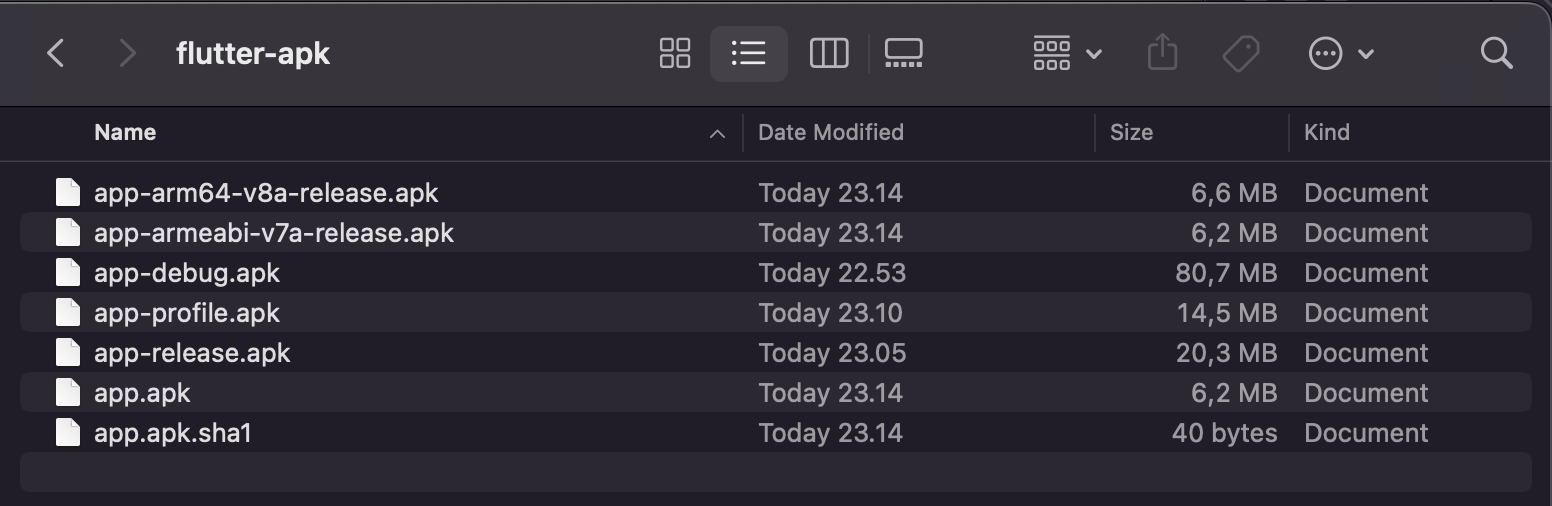 flutter-apk
Name Date Modified Size Kind
app-arm64-v8a-release.apk Today 23.14 6,6 MB Document
app-armeabi-v7a-release.apk Today 23.14 6,2 MB Document
app-debug.apk Today 22.53 80,7 MB Document
app-profile.apk Today 23.10 14,5 MB Document
app-release.apk Today 23.05 20,3 MB Document
app.apk Today 23.14 6,2 MB Document
app.apk.sha1 Today 23.14 40 bytes Document